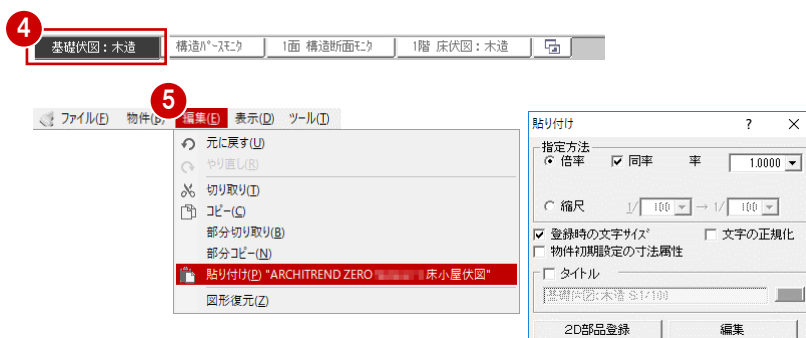 4
基礎伏図：木造 構造ﾊﾟｰｽﾓﾆﾀ 1面 構造断面ﾓﾆﾀ 1階 床伏図：木造
5
ファイル(F) 物件(B) 編集(E) 表示(D) ツール(T)
元に戻す(U)
やり直し(R)
切り取り(T)
コピー(C)
部分切り取り(B)
部分コピー(N)
貼り付け(P) "ARCHITREND ZERO 床小屋伏図"
図形復元(Z)
貼り付け ? ×
指定方法
倍率 同率 率 1.0000
縮尺 1/ 100 → 1/ 100
登録時の文字ｻｲｽﾞ 文字の正規化
物件初期設定の寸法属性
タイトル
基礎伏図:木造 S:1/100
2D部品登録 編集